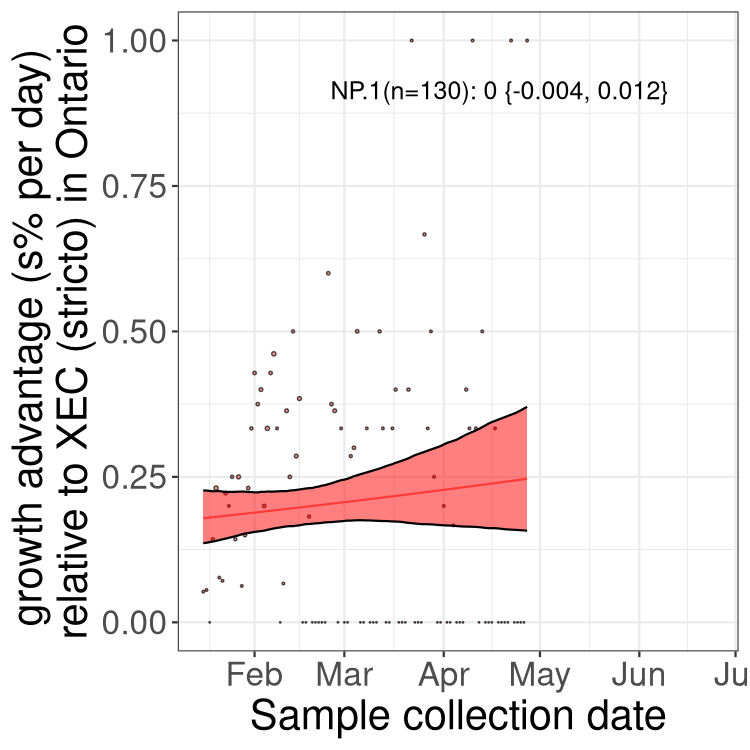 growth advantage (s% per day)
relative to XEC (stricto) in Ontario
1.00
0.75
0.50
0.25
0.00
NP.1(n=130): 0 {-0.004, 0.012}
Feb Mar Apr May Jun Ju
Sample collection date